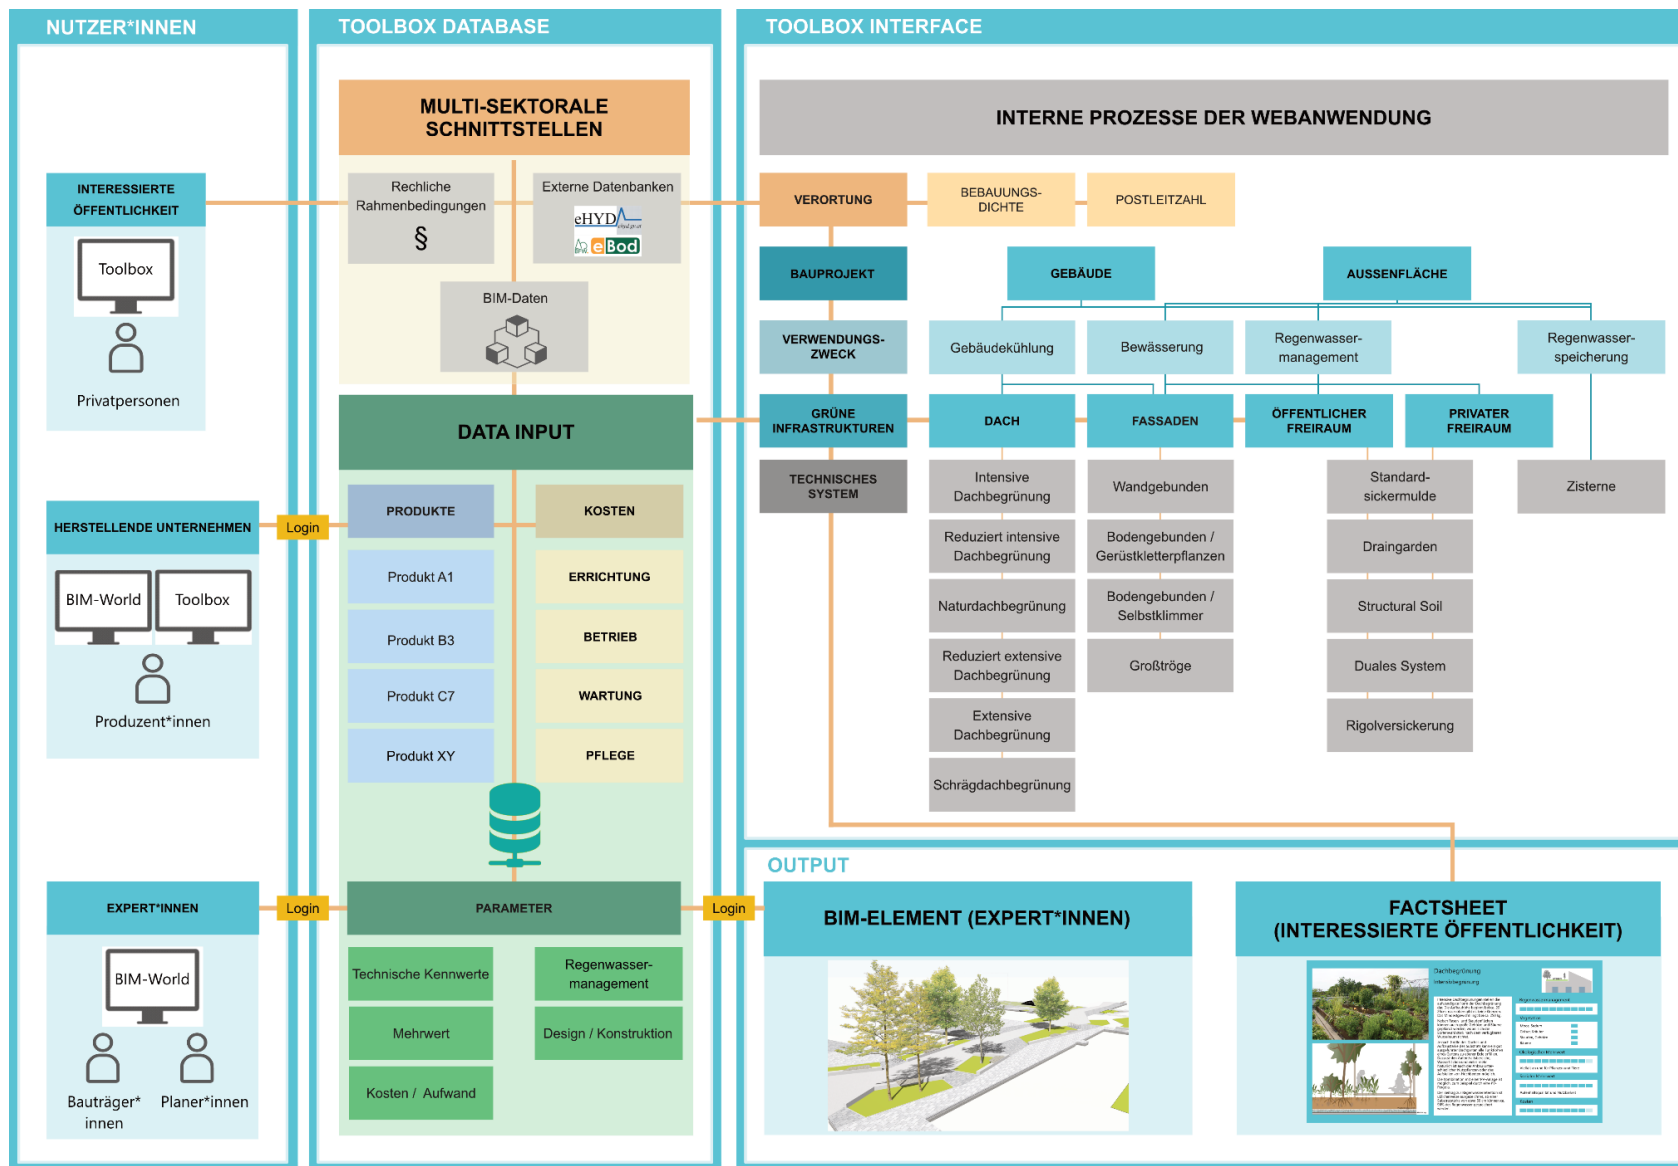 NUTZER*INNEN
INTERESSIERTE
ÖFFENTLICHKEIT
Toolbox
Privatpersonen
HERSTELLENDE UNTERNEHMEN
Login
BIM-World
Toolbox
Produzent*innen
EXPERT*INNEN
Login
BIM-World
Bauträger*
innen
Planer*innen
TOOLBOX DATABASE
MULTI-SEKTORALE
SCHNITTSTELLEN
Rechliche
Rahmenbedingungen
§
Externe Datenbanken
eHYD
eBod
BIM-Daten
DATA INPUT
PRODUKTE
KOSTEN
Produkt A1
ERRICHTUNG
Produkt B3
BETRIEB
Produkt C7
WARTUNG
Produkt XY
PFLEGE
PARAMETER
Login
Technische Kennwerte
Regenwasser-
management
Mehrwert
Design / Konstruktion
Kosten / Aufwand
TOOLBOX INTERFACE
INTERNE PROZESSE DER WEBANWENDUNG
VERORTUNG
BEBAUUNGS-
DICHTE
POSTLEITZAHL
BAUPROJEKT
GEBÄUDE
AUSSENFLÄCHE
VERWENDUNGS-
ZWECK
Gebäudekühlung
Bewässerung
Regenwasser-
management
Regenwasser-
speicherung
GRÜNE
INFRASTRUKTUREN
DACH
FASSADEN
ÖFFENTLICHER
FREIRAUM
PRIVATER
FREIRAUM
TECHNISCHES
SYSTEM
Intensive
Dachbegrünung
Wandgebunden
Standard-
sickermulde
Zisterne
Reduziert intensive
Dachbegrünung
Bodengebunden /
Gerüstkletterpflanzen
Draingarden
Naturdachbegrünung
Bodengebunden /
Selbstklimmer
Structural Soil
Reduziert extensive
Dachbegrünung
Großtröge
Duales System
Extensive
Dachbegrünung
Rigolversickerung
Schrägdachbegrünung
OUTPUT
BIM-ELEMENT (EXPERT*INNEN)
FACTSHEET
(INTERESSIERTE ÖFFENTLICHKEIT)
Dachbegrünung
Intensivbegrünung